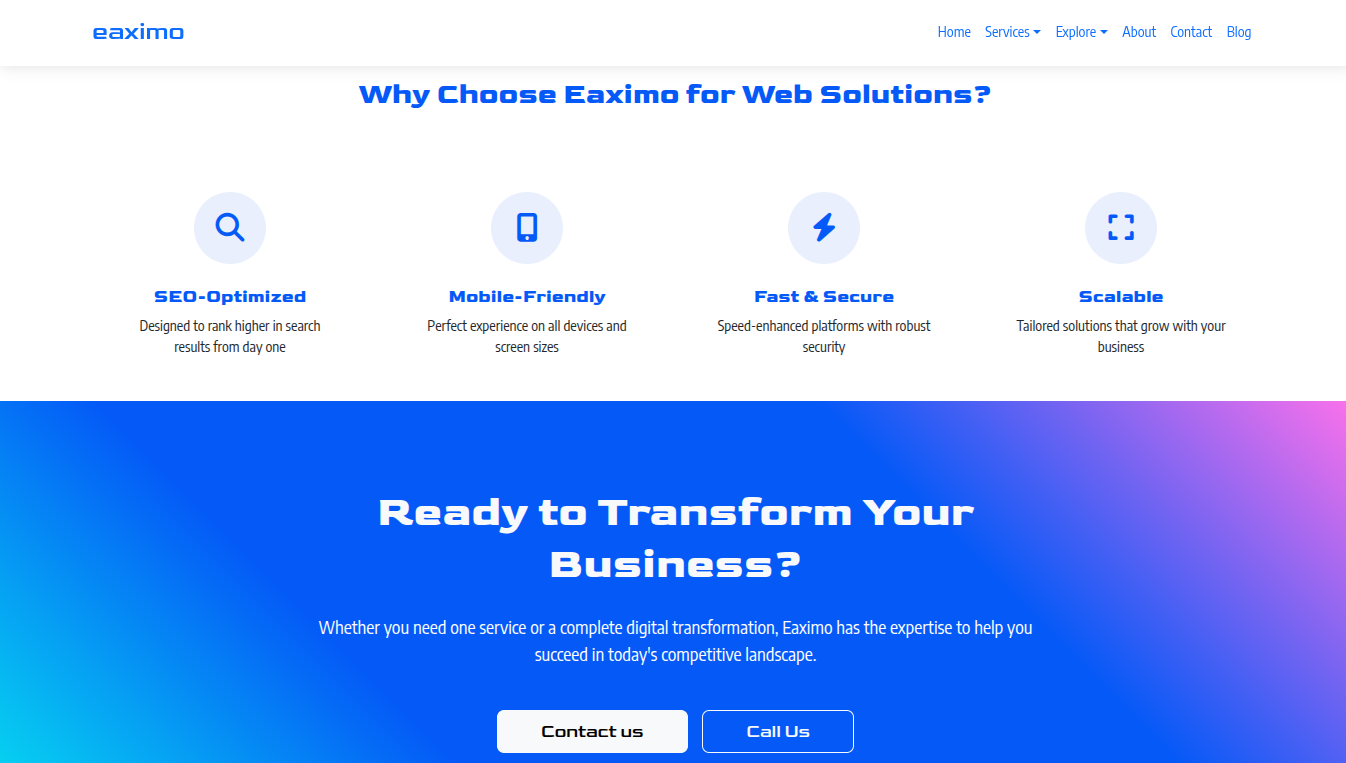 eaximo
Home Services Explore About Contact Blog
Why Choose Eaximo for Web Solutions?
SEO-Optimized
Designed to rank higher in search
results from day one
Mobile-Friendly
Perfect experience on all devices and
screen sizes
Fast & Secure
Speed-enhanced platforms with robust
security
Scalable
Tailored solutions that grow with your
business
Ready to Transform Your
Business?
Whether you need one service or a complete digital transformation, Eaximo has the expertise to help you
succeed in today's competitive landscape.
Contact us
Call Us